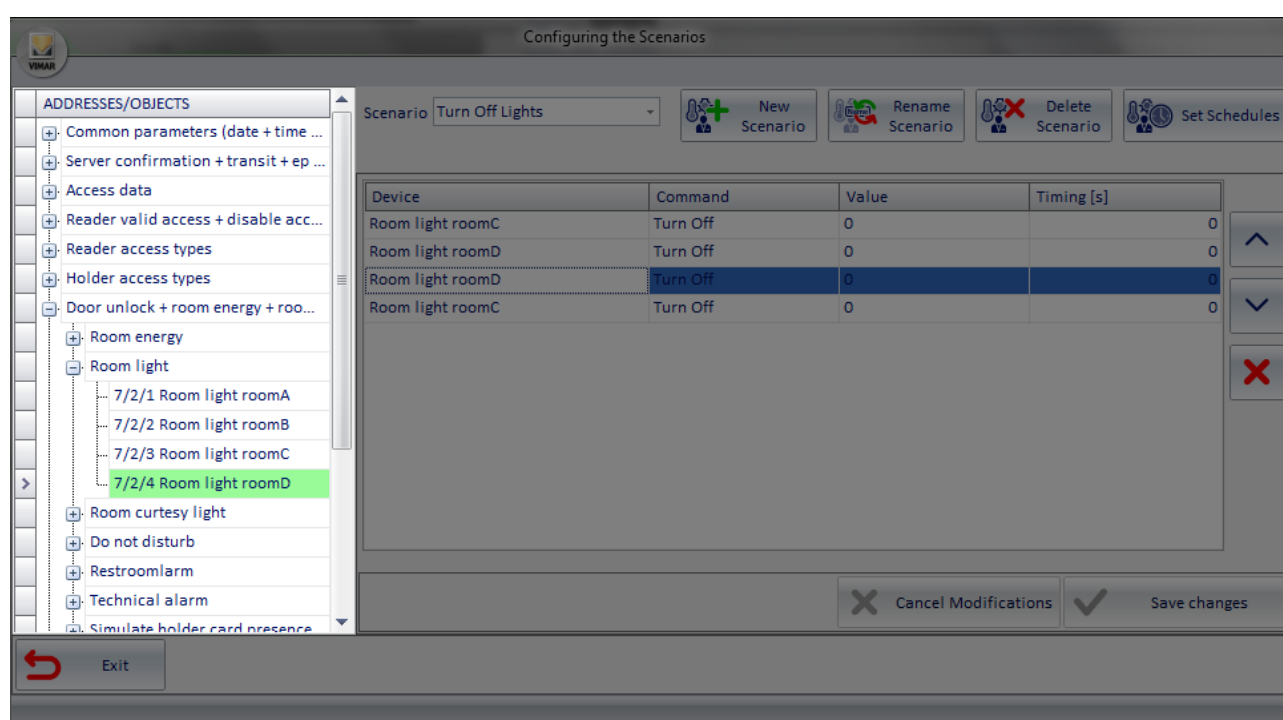 Configuring the Scenarios
VIMAR
ADDRESSES/OBJECTS
Common parameters (date + time ...
Server confirmation + transit + ep ...
Access data
Reader valid access + disable acc...
Reader access types
Holder access types
Door unlock + room energy + roo...
Room energy
Room light
7/2/1 Room light roomA
7/2/2 Room light roomB
7/2/3 Room light roomC
7/2/4 Room light roomD
Room curtesy light
Do not disturb
Restroomlarm
Technical alarm
Simulate holder card presence
Scenario Turn Off Lights
New Scenario
Rename Scenario
Delete Scenario
Set Schedules
Device Command Value Timing [s]
Room light roomC Turn Off 0 0
Room light roomD Turn Off 0 0
Room light roomD Turn Off 0 0
Room light roomC Turn Off 0 0
Cancel Modifications Save changes
Exit